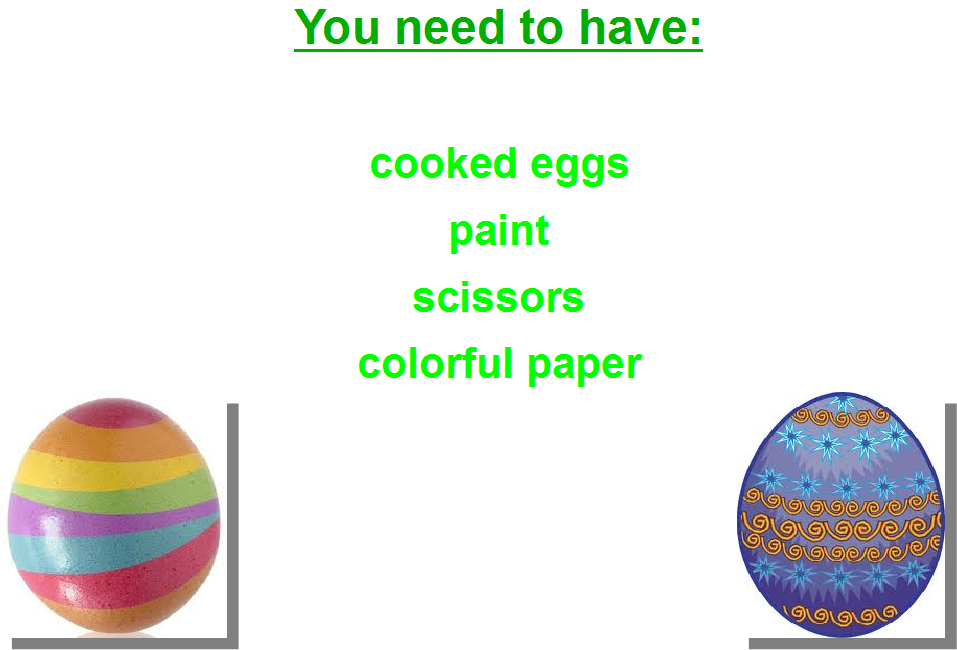 You need to have:
cooked eggs
paint
scissors
colorful paper